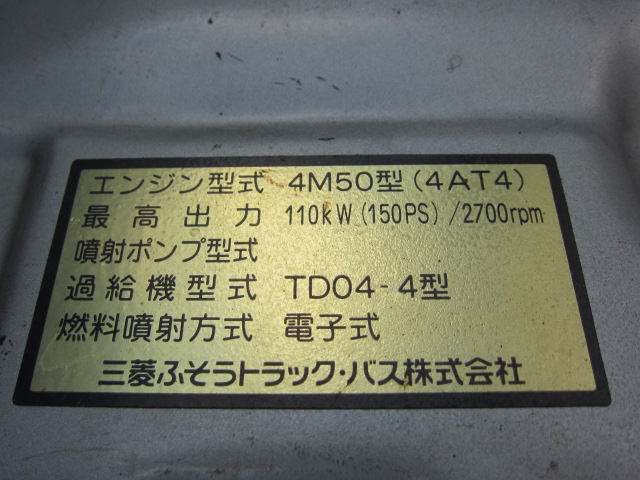 エンジン型式 4M50型(4AT4)
最高出力 110kW(150PS)/2700rpm
噴射ポンプ型式
過給機型式 TD04-4型
燃料噴射方式 電子式
三菱ふそうトラック・バス株式会社